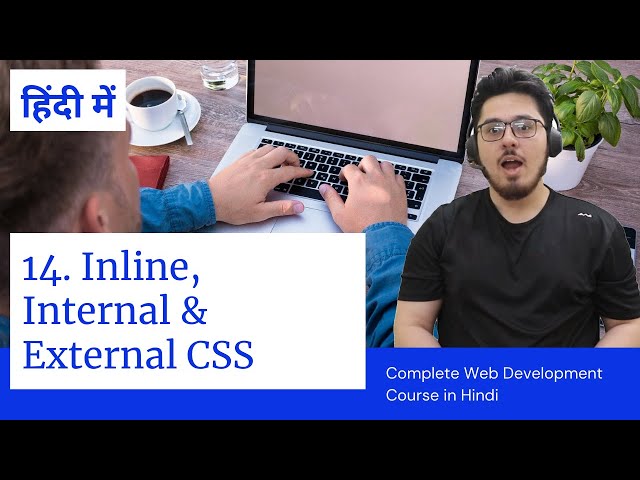 हिंदी में
14. Inline,
Internal &
External CSS
Complete Web Development
Course in Hindi